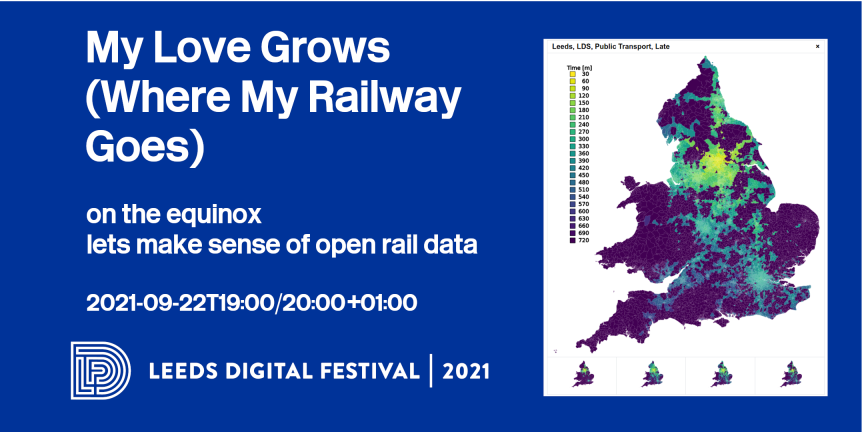 My Love Grows
(Where My Railway
Goes)
on the equinox
lets make sense of open rail data
2021-09-22T19:00/20:00+01:00
LEEDS DIGITAL FESTIVAL | 2021
Leeds, LDS, Public Transport, Late
×
Time [m]
30
60
90
120
150
180
210
240
270
300
330
360
390
420
450
480
510
540
570
600
630
660
690
720